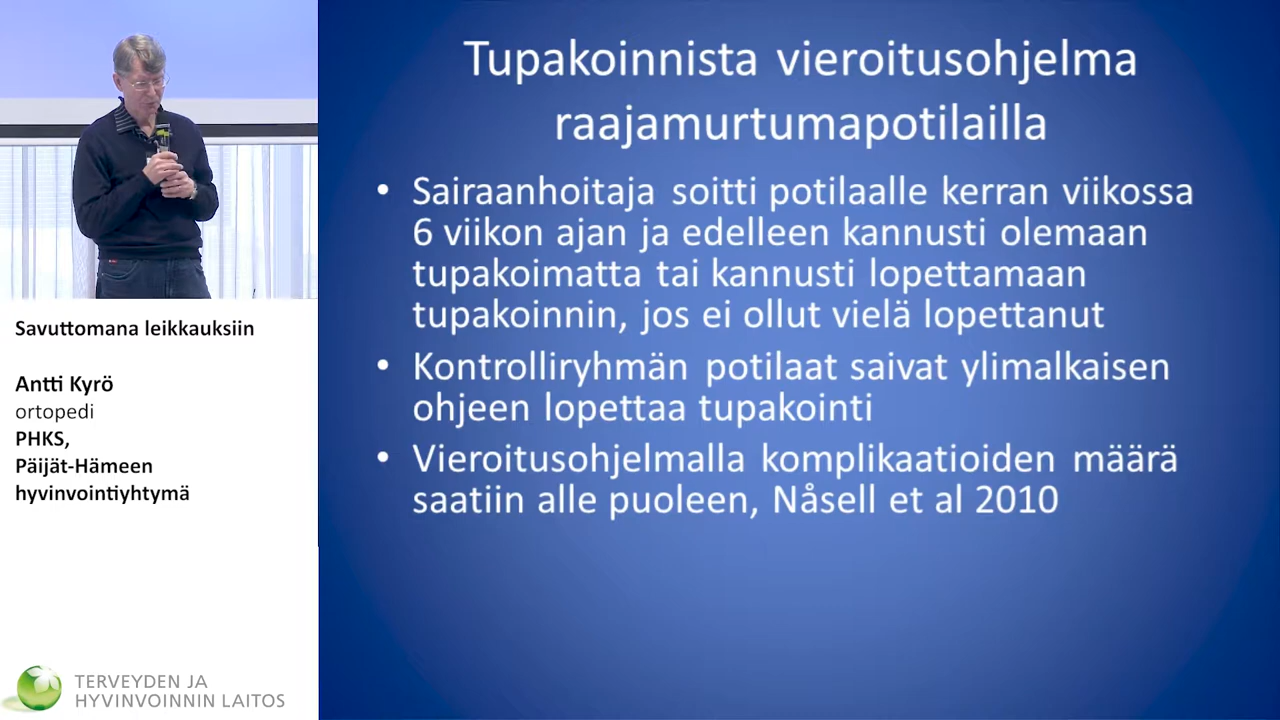 Tupakoinnista vieroitusohjelma
raajamurtumapotilailla
• Sairaanhoitaja soitti potilaalle kerran viikossa
6 viikon ajan ja edelleen kannusti olemaan
tupakoimatta tai kannusti lopettamaan
tupakoinnin, jos ei ollut vielä lopettanut
• Kontrolliryhmän potilaat saivat ylimalkaisen
ohjeen lopettaa tupakointi
• Vieroitusohjelmalla komplikaatioiden määrä
saatiin alle puoleen, Nåsell et al 2010
Savuttomana leikkauksiin
Antti Kyrö
ortopedi
PHKS,
Päijät-Hämeen
hyvinvointiyhtymä
TERVEYDEN JA
HYVINVOINNIN LAITOS